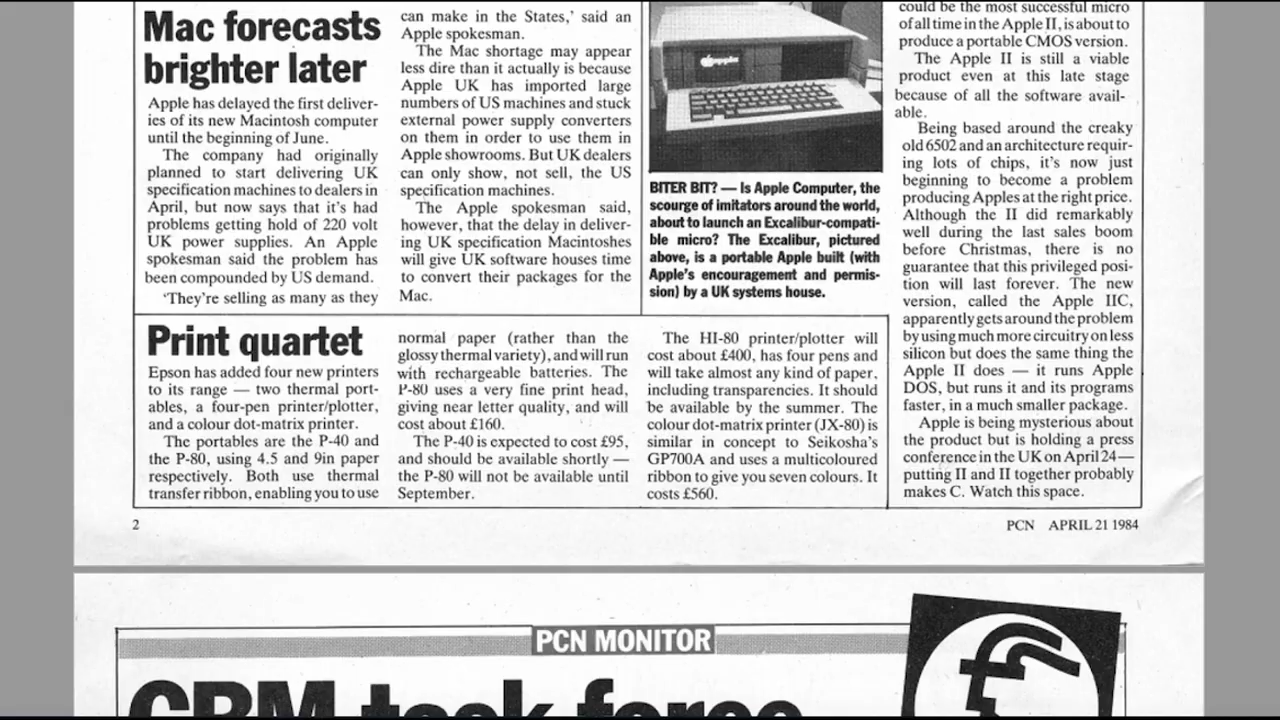 Mac forecasts
brighter later
Apple has delayed the first deliver-
ies of its new Macintosh computer
until the beginning of June.
The company had originally
planned to start delivering UK
specification machines to dealers in
April, but now says that it's had
problems getting hold of 220 volt
UK power supplies. An Apple
spokesman said the problem has
been compounded by US demand.
'They're selling as many as they
can make in the States,' said an
Apple spokesman.
The Mac shortage may appear
less dire than it actually is because
Apple UK has imported large
numbers of US machines and stuck
external power supply converters
on them in order to use them in
Apple showrooms. But UK dealers
can only show, not sell, the US
specification machines.
The Apple spokesman said,
however, that the delay in deliver-
ing UK specification Macintoshes
will give UK software houses time
to convert their packages for the
Mac.
apple
BITER BIT? — Is Apple Computer, the
scourge of imitators around the world,
about to launch an Excalibur-compati-
ble micro? The Excalibur, pictured
above, is a portable Apple built (with
Apple's encouragement and permis-
sion) by a UK systems house.
could be the most successful micro
of all time in the Apple II, is about to
produce a portable CMOS version.
The Apple II is still a viable
product even at this late stage
because of all the software avail-
able.
Being based around the creaky
old 6502 and an architecture requir-
ing lots of chips, it's now just
beginning to become a problem
producing Apples at the right price.
Although the II did remarkably
well during the last sales boom
before Christmas, there is no
guarantee that this privileged posi-
tion will last forever. The new
version, called the Apple IIC,
apparently gets around the problem
by using much more circuitry on less
silicon but does the same thing the
Apple II does — it runs Apple
DOS, but runs it and its programs
faster, in a much smaller package.
Apple is being mysterious about
the product but is holding a press
conference in the UK on April 24 —
putting II and II together probably
makes C. Watch this space.
Print quartet
Epson has added four new printers
to its range — two thermal port-
ables, a four-pen printer/plotter,
and a colour dot-matrix printer.
The portables are the P-40 and
the P-80, using 4.5 and 9in paper
respectively. Both use thermal
transfer ribbon, enabling you to use
normal paper (rather than the
glossy thermal variety), and will run
with rechargeable batteries. The
P-80 uses a very fine print head,
giving near letter quality, and will
cost about £160.
The P-40 is expected to cost £95,
and should be available shortly —
the P-80 will not be available until
September.
The HI-80 printer/plotter will
cost about £400, has four pens and
will take almost any kind of paper,
including transparencies. It should
be available by the summer. The
colour dot-matrix printer (JX-80) is
similar in concept to Seikosha's
GP700A and uses a multicoloured
ribbon to give you seven colours. It
costs £560.
2
PCN APRIL 21 1984
PCN MONITOR
£
CBM task force